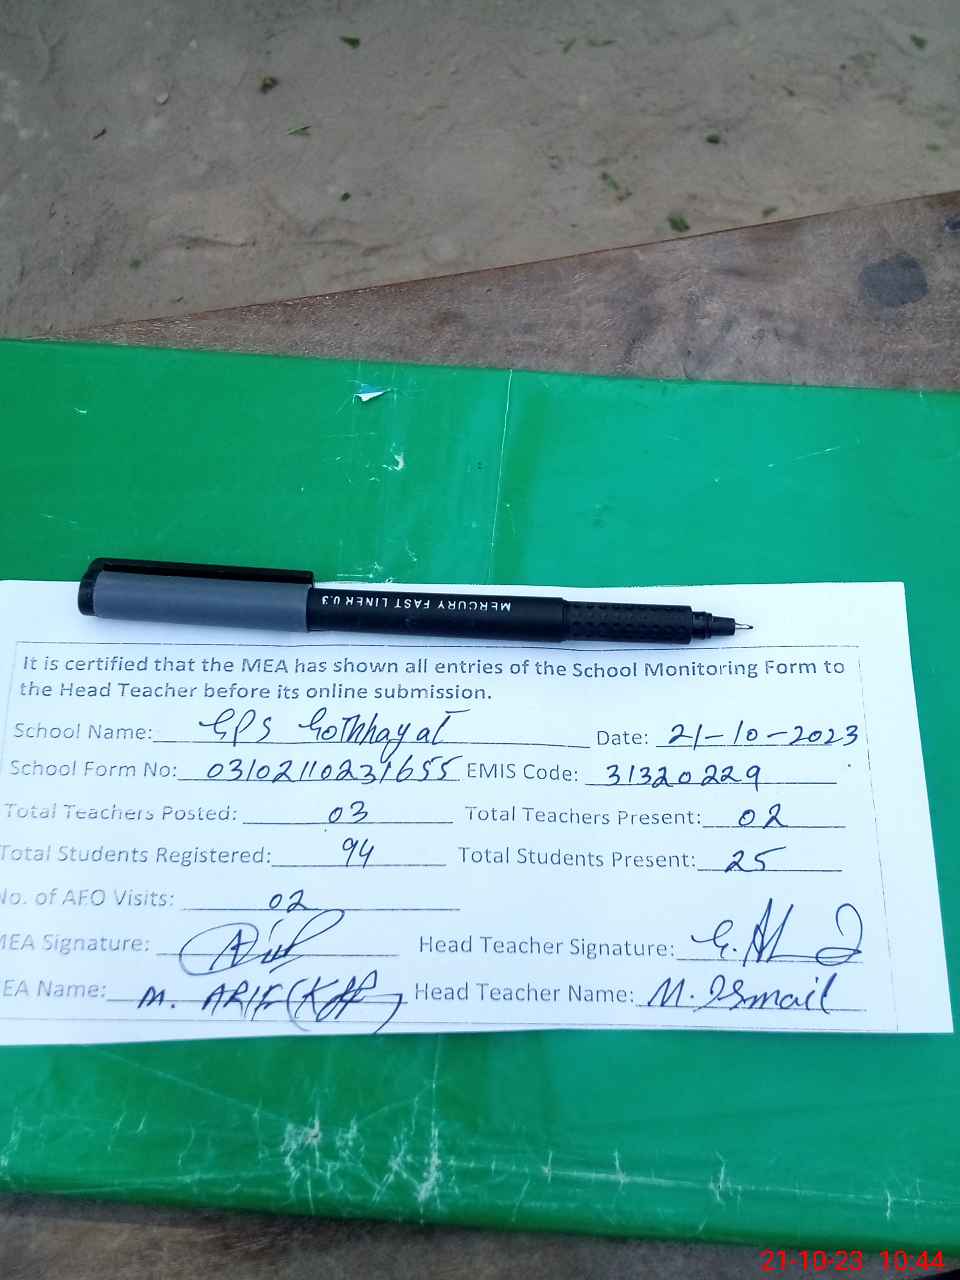 MERCURY FAST LINER 0.3
It is certified that the MEA has shown all entries of the School Monitoring Form to
the Head Teacher before its online submission.
School Name: GPS Gothhayat Date: 21-10-2023
School Form No: 03102110231655 EMIS Code: 31320229
Total Teachers Posted: 03 Total Teachers Present: 02
Total Students Registered: 94 Total Students Present: 25
No. of AFO Visits: 02
MEA Signature: Head Teacher Signature:
EA Name: M. ARIF Head Teacher Name: M. Ismail
21-10-23 10:44